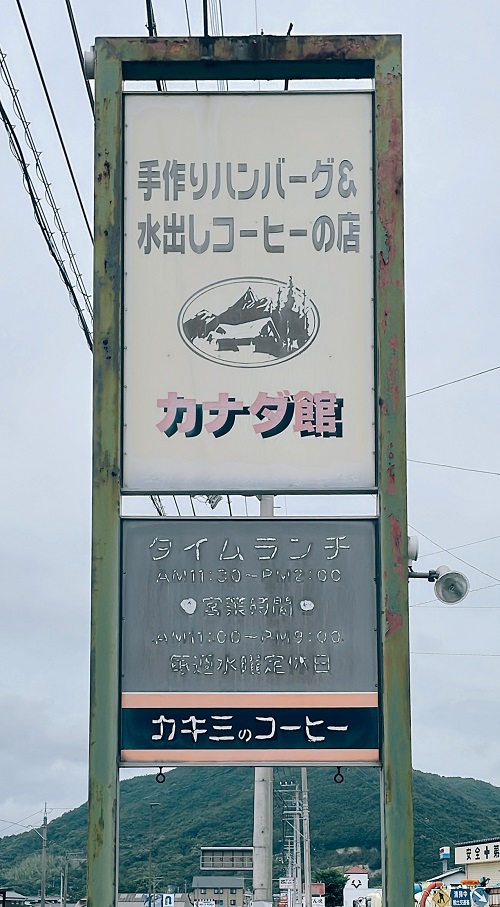 手作りハンバーグ&
水出しコーヒーの店
カナダ館
タイムランチ
AM11:30~PM2:00
営業時間
AM11:00~PM9:00
毎週水曜定休日
カキミのコーヒー
安全+第